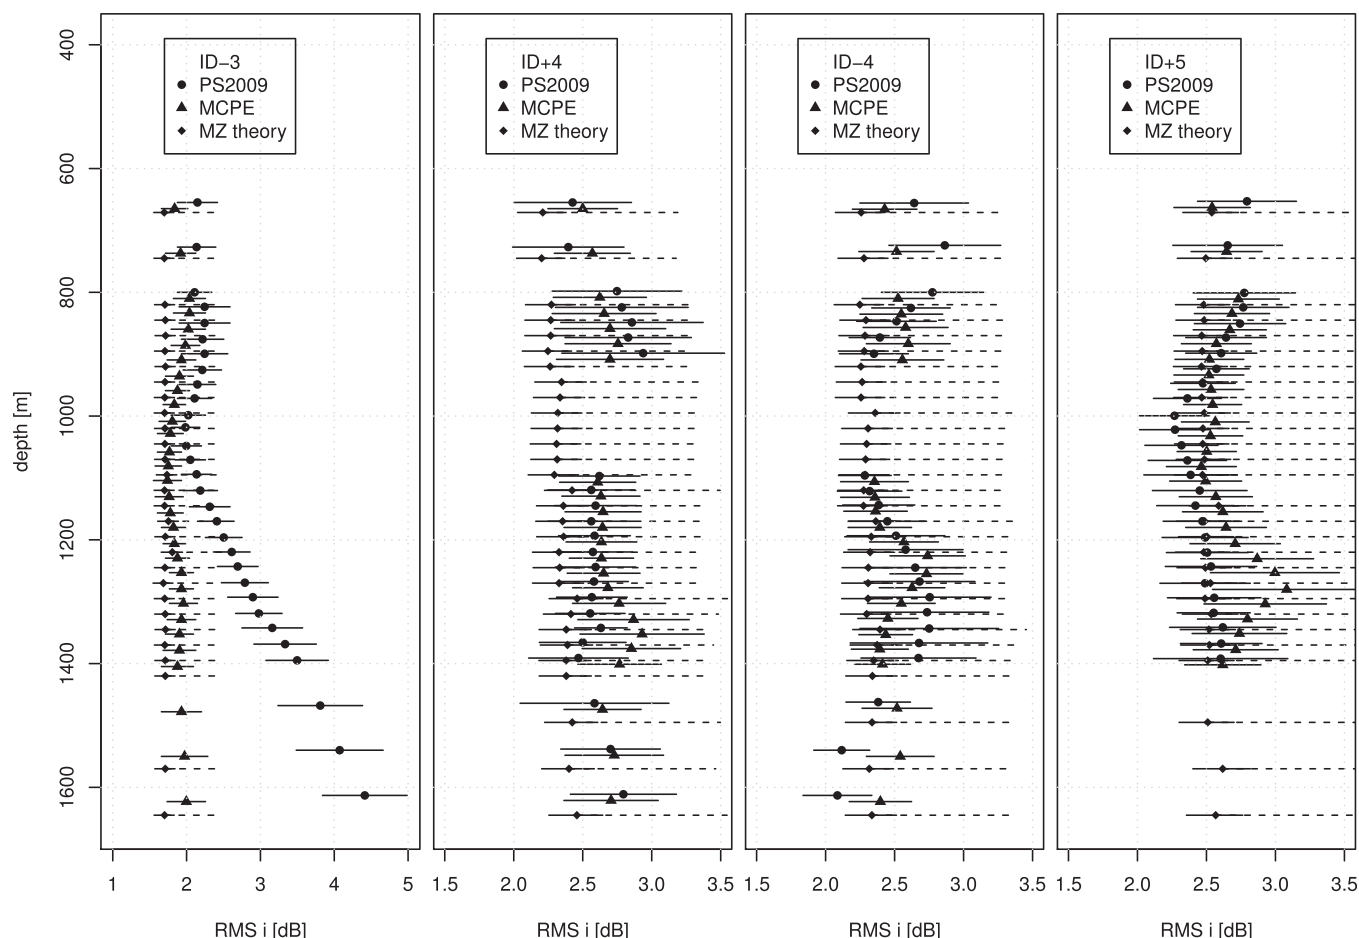 ID−3
PS2009
MCPE
MZ theory
ID+4
PS2009
MCPE
MZ theory
ID−4
PS2009
MCPE
MZ theory
ID+5
PS2009
MCPE
MZ theory
depth [m]
400
600
800
1000
1200
1400
1600
1 2 3 4 5
1.5 2.0 2.5 3.0 3.5
1.5 2.0 2.5 3.0 3.5
1.5 2.0 2.5 3.0 3.5
RMS i [dB] RMS i [dB] RMS i [dB] RMS i [dB]